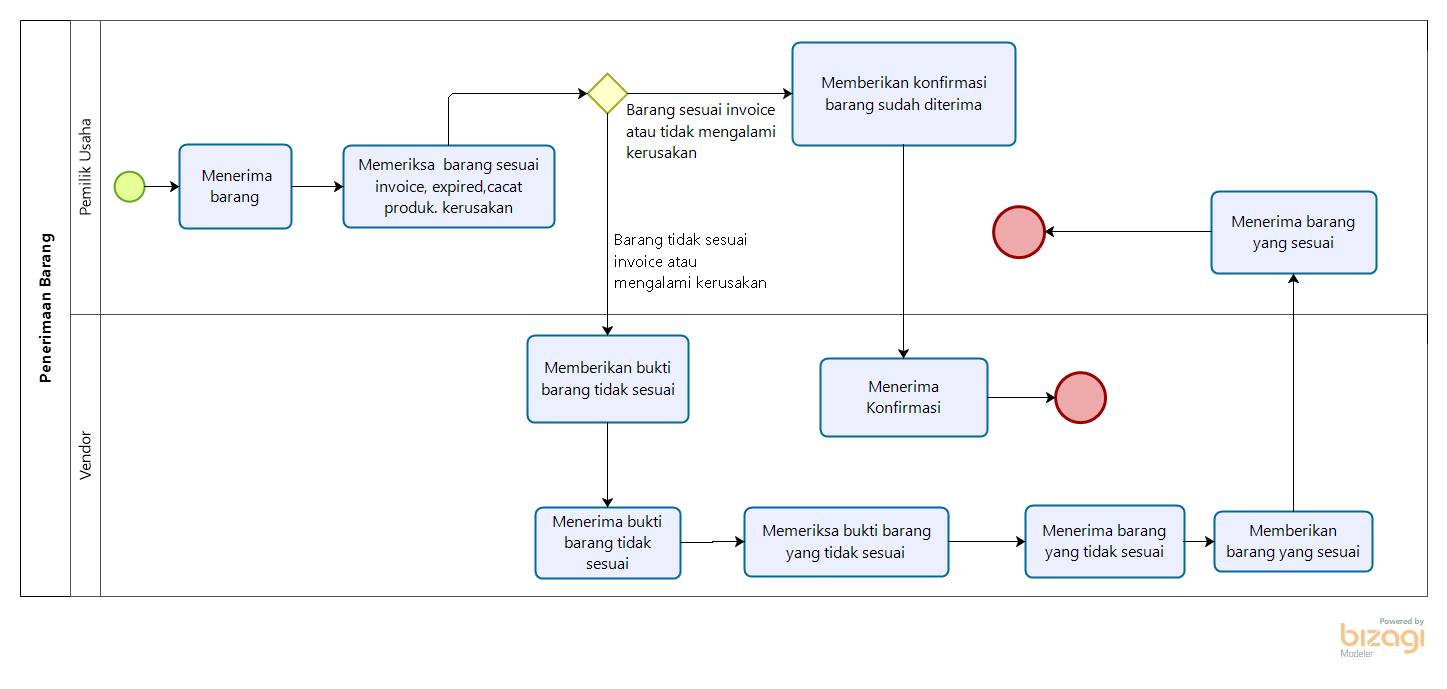 Penerimaan Barang
Pemilik Usaha
Menerima
barang
Memeriksa  barang sesuai
invoice, expired,cacat
produk. kerusakan
Barang sesuai invoice
atau tidak mengalami
kerusakan
Memberikan konfirmasi
barang sudah diterima
Barang tidak sesuai
invoice atau
mengalami kerusakan
Menerima barang
yang sesuai
Vendor
Memberikan bukti
barang tidak sesuai
Menerima
Konfirmasi
Menerima bukti
barang tidak
sesuai
Memeriksa bukti barang
yang tidak sesuai
Menerima barang
yang tidak sesuai
Memberikan
barang yang sesuai
Powered by
bizagi
Modeler